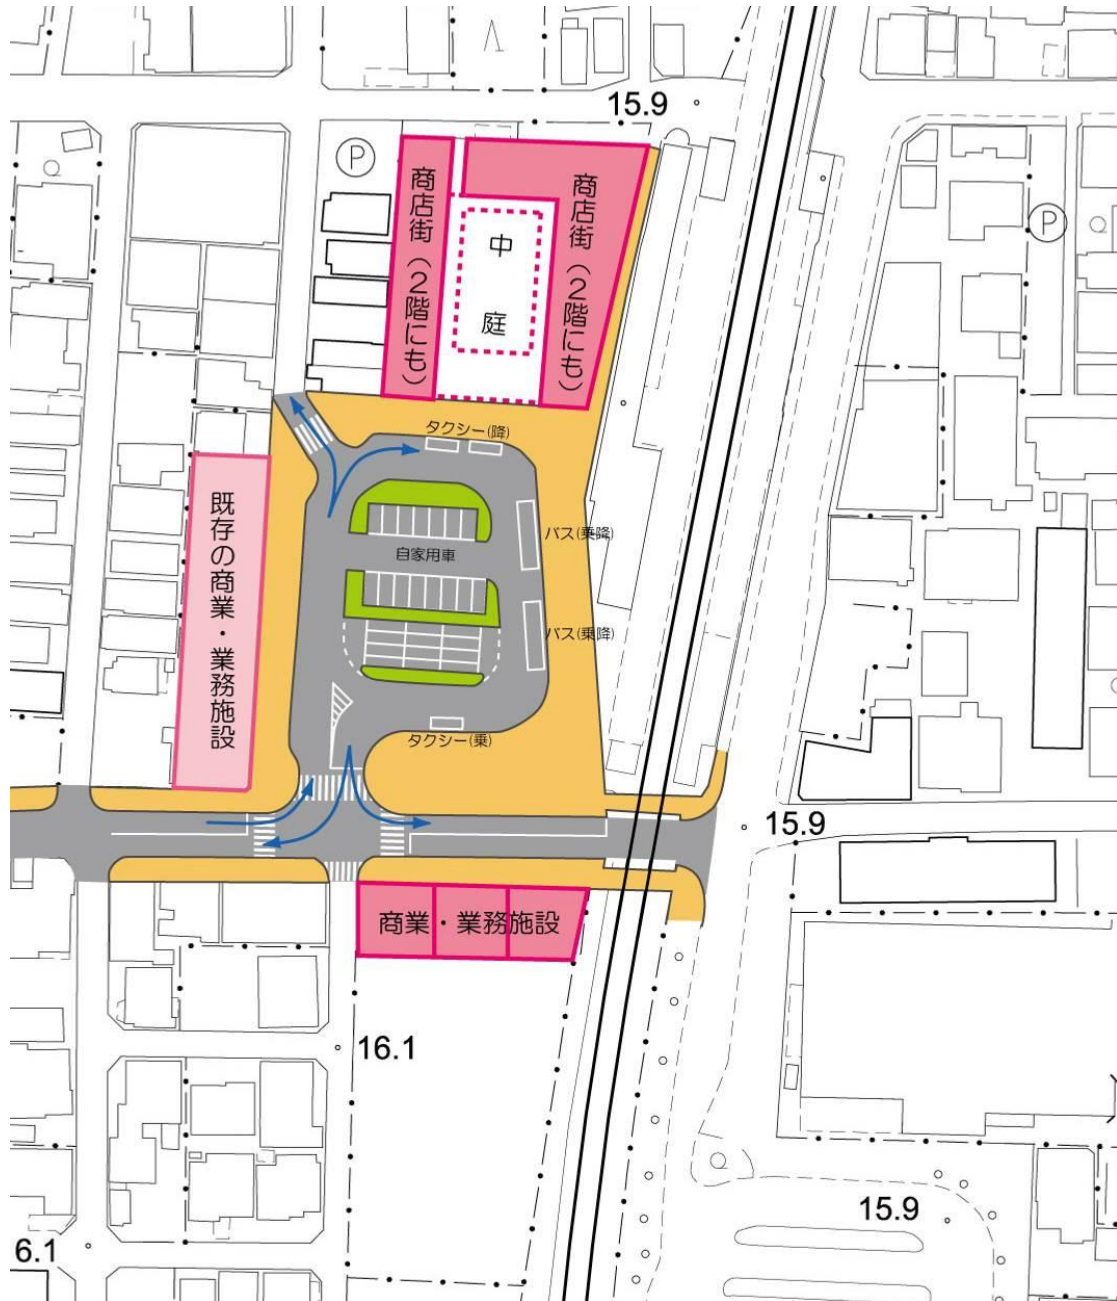 15.9
P
商店街(2階にも)
中庭
商店街(2階にも)
P
タクシー(降)
バス(乗降)
自家用車
既存の商業・業務施設
バス(乗降)
タクシー(乗)
15.9
商業・業務施設
16.1
15.9
6.1